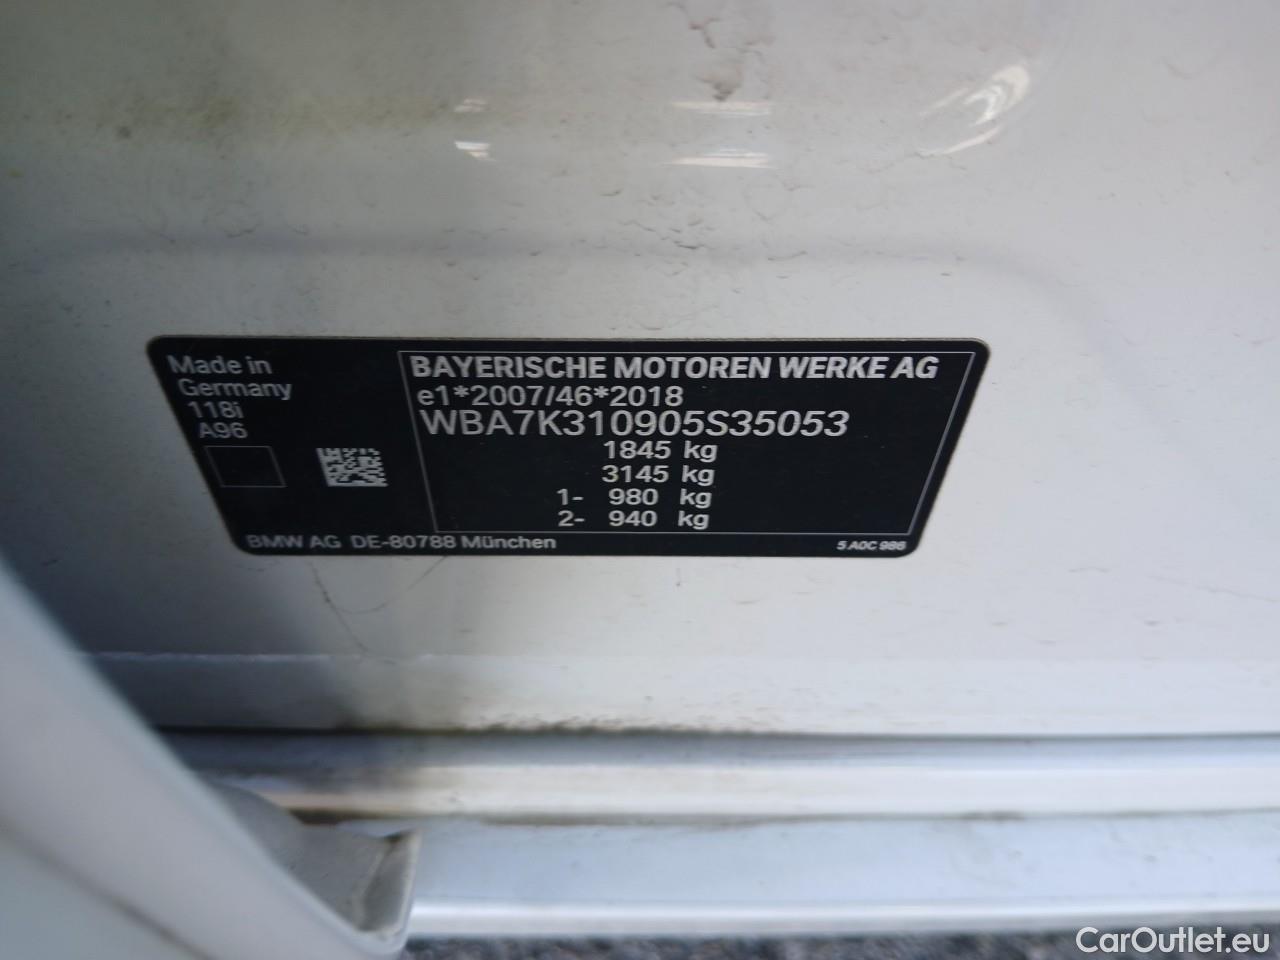 Made in
Germany
118i
A96
BAYERISCHE MOTOREN WERKE AG
e1*2007/46*2018
WBA7K310905S35053
1845 kg
3145 kg
1- 980 kg
2- 940 kg
BMW AG DE-80788 München
5 A0C 986
CarOutlet.eu